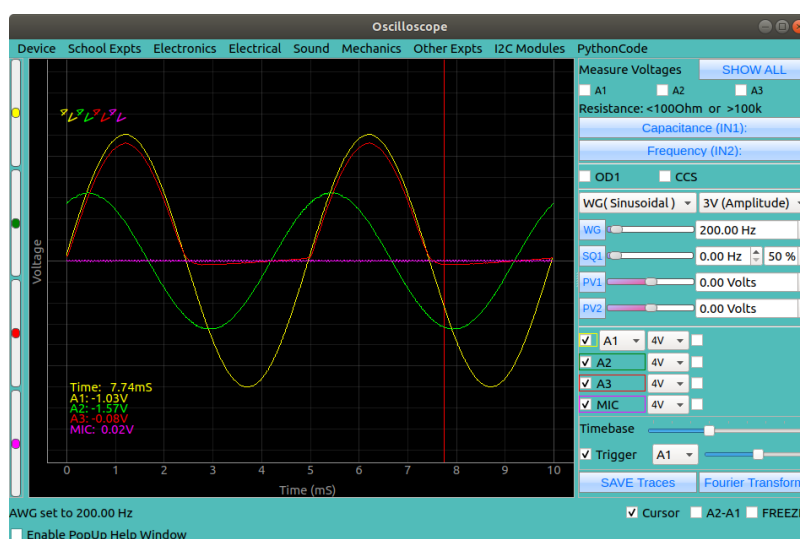 Oscilloscope
Device School Expts Electronics Electrical Sound Mechanics Other Expts I2C Modules PythonCode
Measure Voltages SHOW ALL
A1 A2 A3
Resistance: <100Ohm or >100k
Capacitance (IN1):
Frequency (IN2):
OD1 CCS
WG( Sinusoidal ) 3V (Amplitude)
WG 200.00 Hz
SQ1 0.00 Hz 50 %
PV1 0.00 Volts
PV2 0.00 Volts
A1 4V
A2 4V
A3 4V
MIC 4V
Timebase
Trigger A1
SAVE Traces Fourier Transform
4V 4V 4V 4V
Voltage
Time: 7.74mS
A1: -1.03V
A2: -1.57V
A3: -0.08V
MIC: 0.02V
0 1 2 3 4 5 6 7 8 9 10
Time (mS)
AWG set to 200.00 Hz
Cursor A2-A1 FREEZE
Enable PopUp Help Window